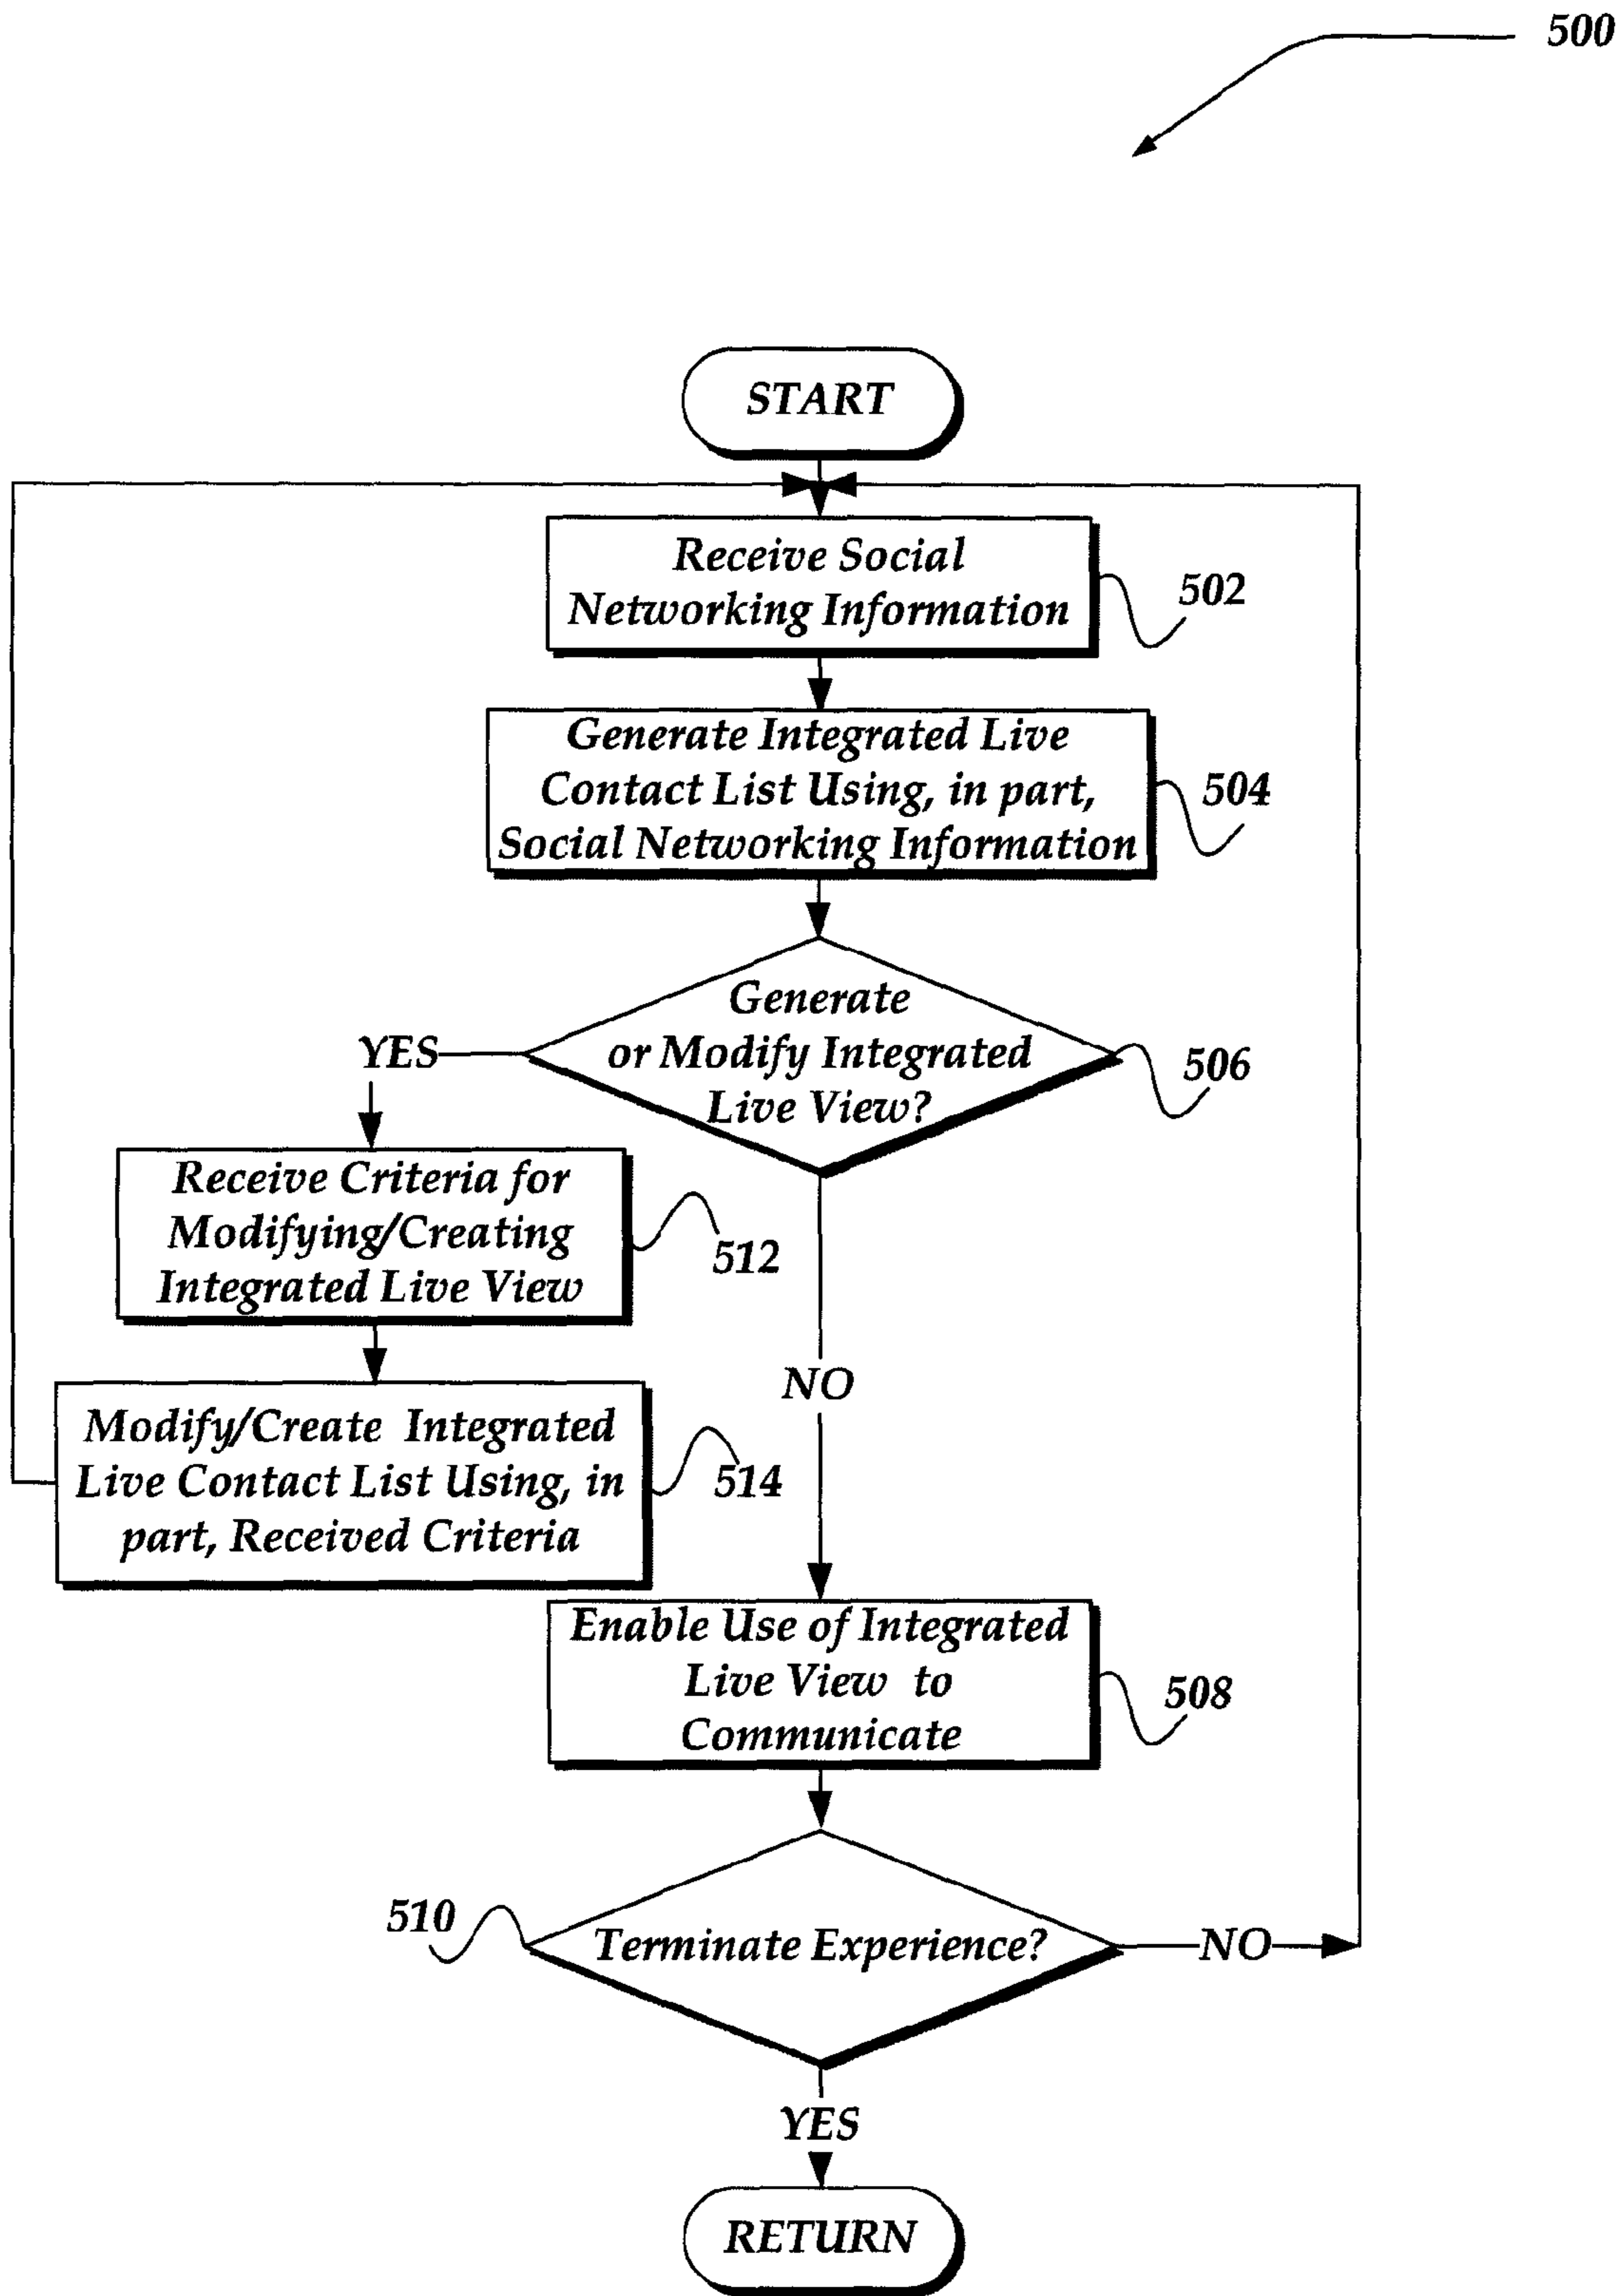 500
START
Receive Social
Networking Information
502
Generate Integrated Live
Contact List Using, in part,
Social Networking Information
504
Generate
or Modify Integrated
Live View?
506
YES
Receive Criteria for
Modifying/Creating
Integrated Live View
512
NO
Modify/Create Integrated
Live Contact List Using, in
part, Received Criteria
514
Enable Use of Integrated
Live View to
Communicate
508
510
Terminate Experience?
NO
YES
RETURN